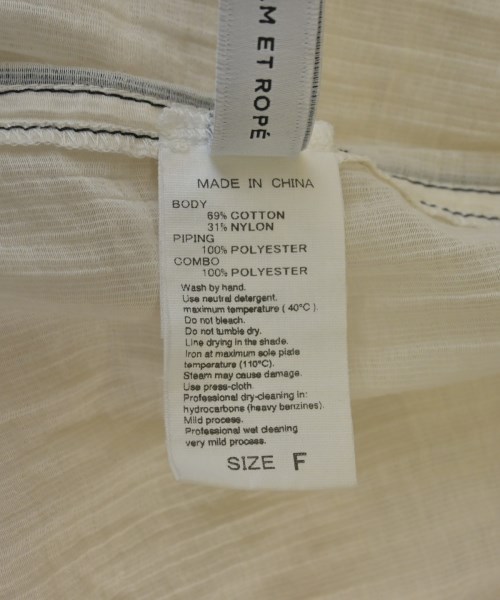 M ET ROPÉ
MADE IN CHINA
BODY
69% COTTON
31% NYLON
PIPING
100% POLYESTER
COMBO
100% POLYESTER
Wash by hand.
Use neutral detergent.
maximum temperature ( 40°C )
Do not bleach.
Do not tumble dry.
Line drying in the shade.
Iron at maximum sole plate
temperature (110°C).
Steam may cause damage.
Use press-cloth.
Professional dry-cleaning in:
hydrocarbons (heavy benzines).
Mild process.
Professional wet cleaning
very mild process.
SIZE F